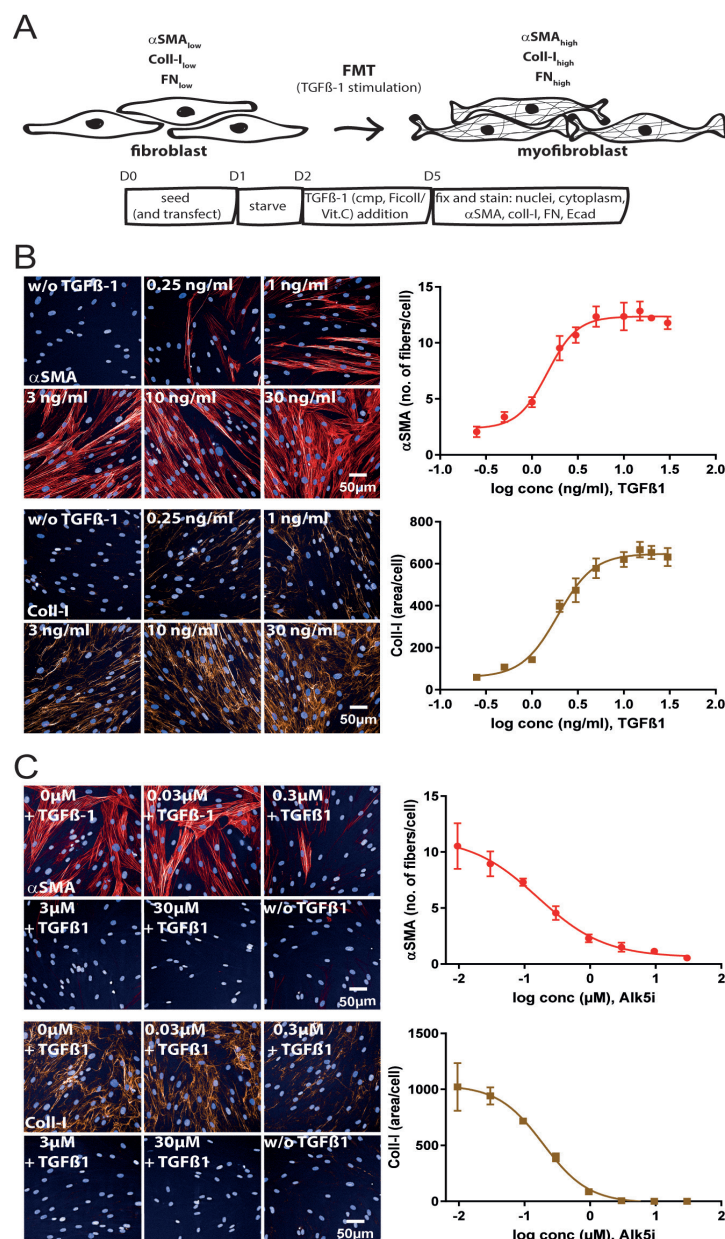 A
αSMAlow
Coll-Ilow
FNlow
FMT
(TGFß-1 stimulation)
αSMAhigh
Coll-Ihigh
FNhigh
fibroblast
myofibroblast
D0 D1 D2 D5
seed
(and transfect)
starve
TGFß-1 (cmp, Ficoll/
Vit.C) addition
fix and stain: nuclei, cytoplasm,
αSMA, coll-I, FN, Ecad
B
w/o TGFß-1 0.25 ng/ml 1 ng/ml
αSMA
3 ng/ml 10 ng/ml 30 ng/ml
50µm
αSMA (no. of fibers/cell)
15
10
5
0
-1.0 -0.5 0.0 0.5 1.0 1.5 2.0
log conc (ng/ml), TGFß1
w/o TGFß-1 0.25 ng/ml 1 ng/ml
Coll-I
3 ng/ml 10 ng/ml 30 ng/ml
50µm
Coll-I (area/cell)
800
600
400
200
0
-1.0 -0.5 0.0 0.5 1.0 1.5 2.0
log conc (ng/ml), TGFß1
C
0µM 0.03µM 0.3µM
+ TGFß-1 + TGFß-1 + TGFß1
αSMA
3µM 30µM w/o TGFß1
+ TGFß1 + TGFß1
50µm
αSMA (no. of fibers/cell)
15
10
5
0
-2 -1 0 1 2
log conc (µM), Alk5i
0µM 0.03µM 0.3µM
+ TGFß1 + TGFß1 + TGFß1
Coll-I
3µM 30µM w/o TGFß1
+ TGFß1 + TGFß1
50µm
Coll-I (area/cell)
1500
1000
500
0
-2 -1 0 1 2
log conc (µM), Alk5i